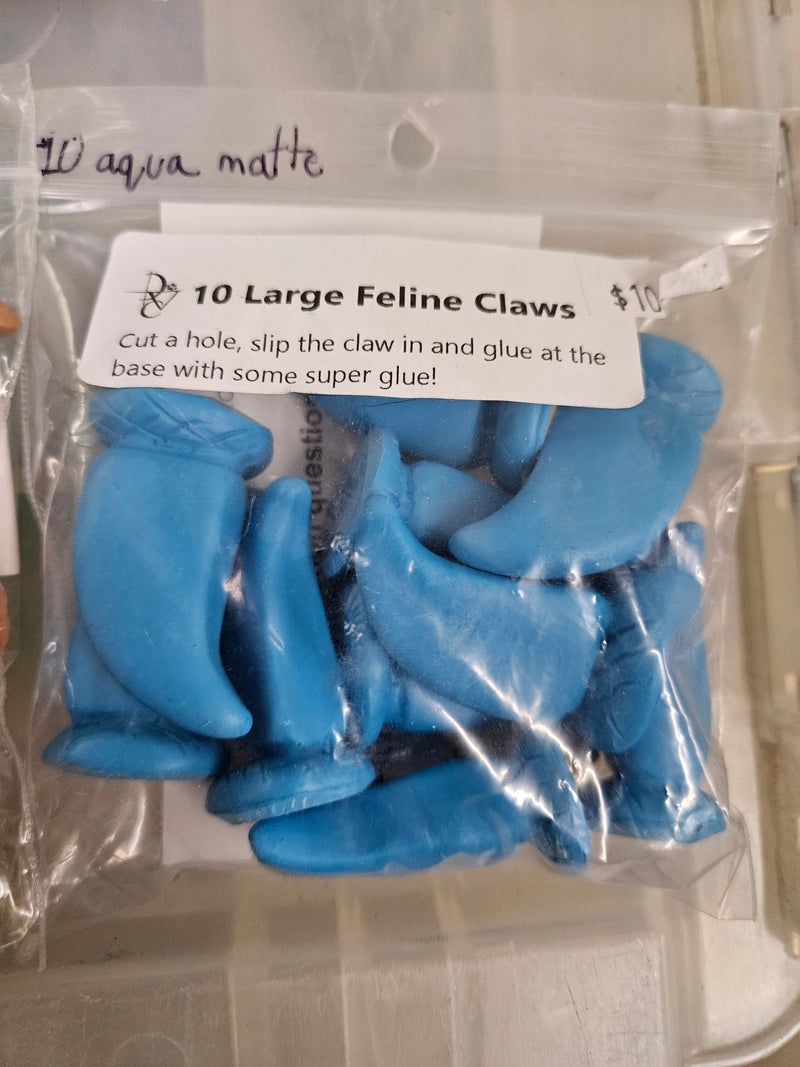 10 aqua matte
10 Large Feline Claws $10
Cut a hole, slip the claw in and glue at the
base with some super glue!
questio